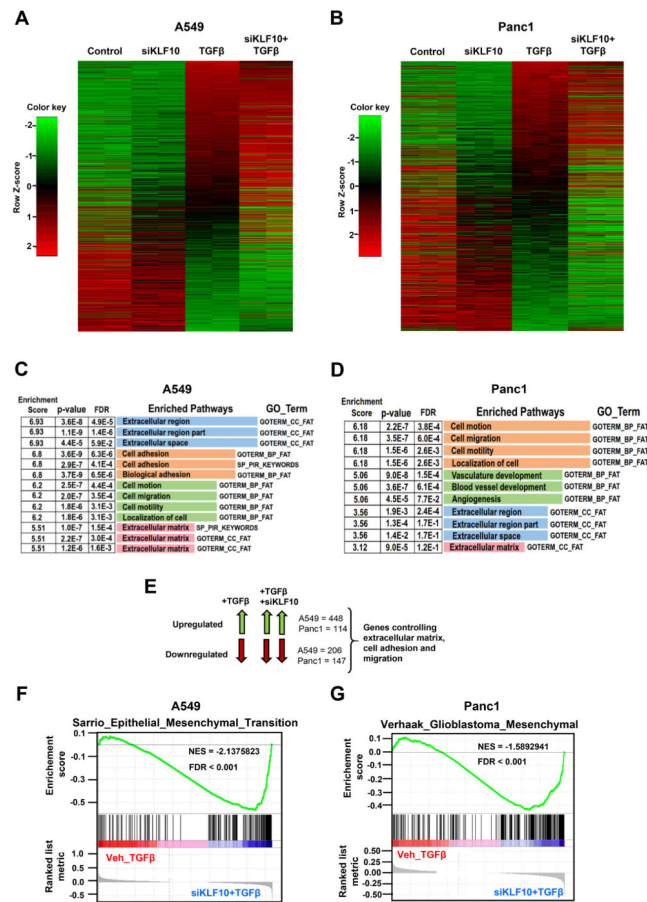 A
A549
Control siKLF10 TGFβ siKLF10+
TGFβ
Color key
-2
-1
0
1
2
Row Z-score
B
Panc1
Control siKLF10 TGFβ siKLF10+
TGFβ
Color key
-2
-1
0
1
2
Row Z-score
C
A549
Enrichment Score p-value FDR Enriched Pathways GO_Term
6.93 3.6E-8 4.9E-5 Extracellular region GOTERM_CC_FAT
6.93 1.1E-9 1.4E-6 Extracellular region part GOTERM_CC_FAT
6.93 4.4E-5 5.9E-2 Extracellular space GOTERM_CC_FAT
6.8 3.6E-9 6.3E-6 Cell adhesion GOTERM_BP_FAT
6.8 2.9E-7 4.1E-4 Cell adhesion SP_PIR_KEYWORDS
6.8 3.7E-9 6.5E-6 Biological adhesion GOTERM_BP_FAT
6.2 2.5E-7 4.4E-4 Cell motion GOTERM_BP_FAT
6.2 2.0E-7 3.5E-4 Cell migration GOTERM_BP_FAT
6.2 1.8E-6 3.1E-3 Cell motility GOTERM_BP_FAT
6.2 1.8E-6 3.1E-3 Localization of cell GOTERM_BP_FAT
5.51 1.0E-7 1.5E-4 Extracellular matrix SP_PIR_KEYWORDS
5.51 2.2E-7 3.0E-4 Extracellular matrix GOTERM_CC_FAT
5.51 1.2E-6 1.6E-3 Extracellular matrix GOTERM_CC_FAT
D
Panc1
Enrichment Score p-value FDR Enriched Pathways GO_Term
6.18 2.2E-7 3.8E-4 Cell motion GOTERM_BP_FAT
6.18 3.5E-7 6.0E-4 Cell migration GOTERM_BP_FAT
6.18 1.5E-6 2.6E-3 Cell motility GOTERM_BP_FAT
6.18 1.5E-6 2.6E-3 Localization of cell GOTERM_BP_FAT
5.06 9.0E-8 1.5E-4 Vasculature development GOTERM_BP_FAT
5.06 3.6E-7 6.1E-4 Blood vessel development GOTERM_BP_FAT
5.06 4.5E-5 7.7E-2 Angiogenesis GOTERM_BP_FAT
3.56 1.9E-3 2.4E-4 Extracellular region GOTERM_CC_FAT
3.56 1.3E-4 1.7E-1 Extracellular region part GOTERM_CC_FAT
3.56 1.4E-2 1.7E-1 Extracellular space GOTERM_CC_FAT
3.12 9.0E-5 1.2E-1 Extracellular matrix GOTERM_CC_FAT
E
+TGFβ +TGFβ
+siKLF10
Upregulated A549 = 448
Panc1 = 114
Downregulated A549 = 206
Panc1 = 147
Genes controlling
extracellular matrix,
cell adhesion and
migration
F
A549
Sarrio_Epithelial_Mesenchymal_Transition
0.1
0.0
-0.5
Enrichement
score
NES = -2.1375823
FDR < 0.001
Veh_TGFβ
1.0
0.5
0.0
-0.5
Ranked list
metric
siKLF10+TGFβ
G
Panc1
Verhaak_Glioblastoma_Mesenchymal
0.1
0.0
-0.1
-0.2
-0.3
-0.4
Enrichement
score
NES = -1.5892941
FDR < 0.001
Veh_TGFβ
0.50
0.25
0.00
-0.25
-0.50
Ranked list
metric
siKLF10+TGFβ